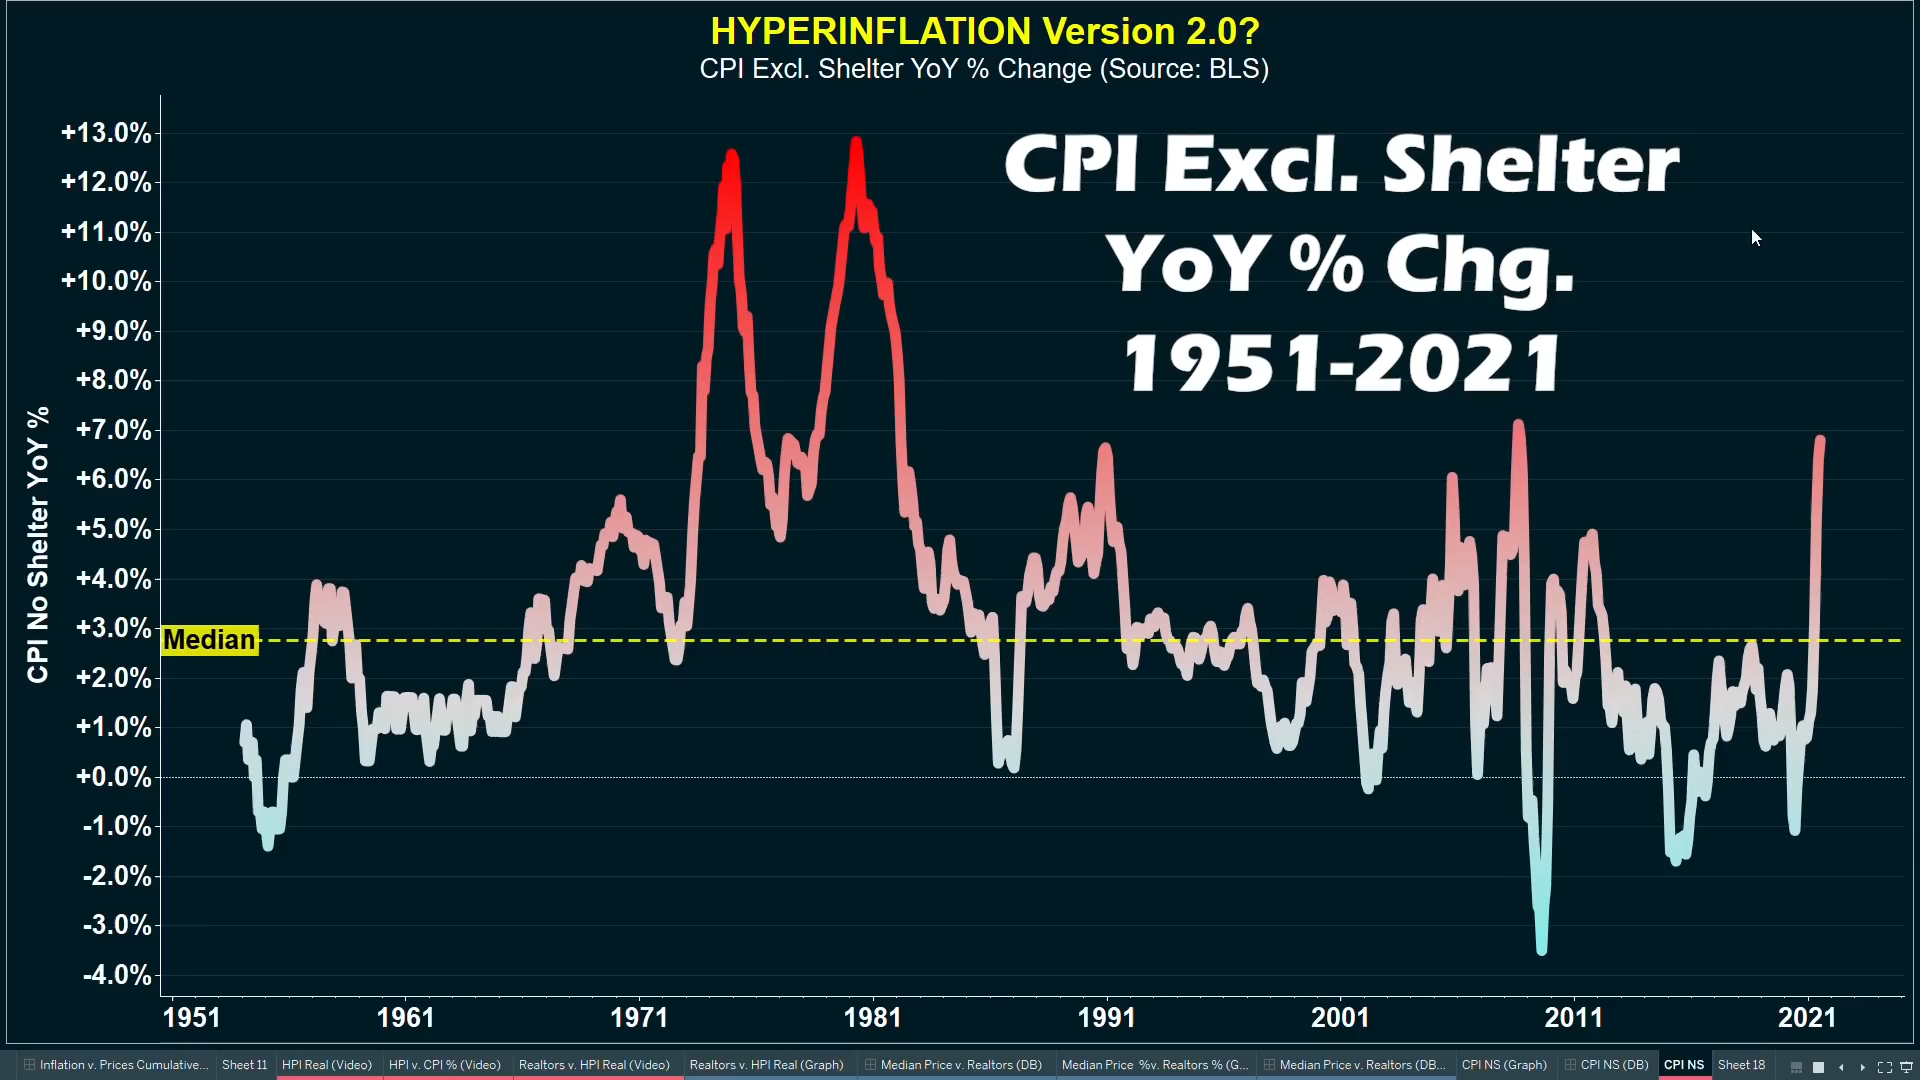 HYPERINFLATION Version 2.0?
CPI Excl. Shelter YoY % Change (Source: BLS)
CPI Excl. Shelter
YoY % Chg.
1951-2021
CPI No Shelter YoY %
+13.0%
+12.0%
+11.0%
+10.0%
+9.0%
+8.0%
+7.0%
+6.0%
+5.0%
+4.0%
+3.0%
Median
+2.0%
+1.0%
+0.0%
-1.0%
-2.0%
-3.0%
-4.0%
1951 1961 1971 1981 1991 2001 2011 2021
Inflation v. Prices Cumulative... Sheet 11 HPI Real (Video) HPI v. CPI % (Video) Realtors v. HPI Real (Video) Realtors v. HPI Real (Graph) Median Price v. Realtors (DB) Median Price %v. Realtors % (G... Median Price v. Realtors (DB... CPI NS (Graph) CPI NS (DB) CPI NS Sheet 18